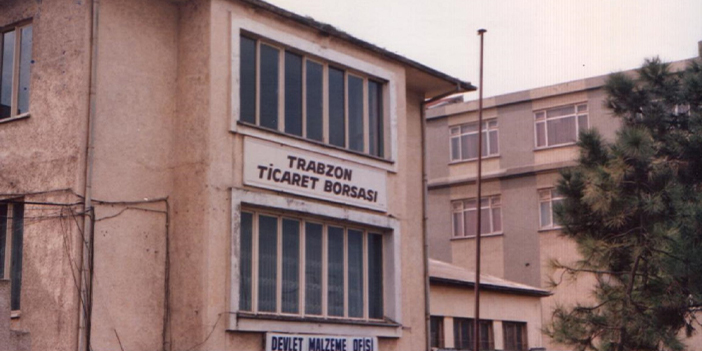 TRABZON
TİCARET BORSASI
DEVLET MALZEME OFİSİ